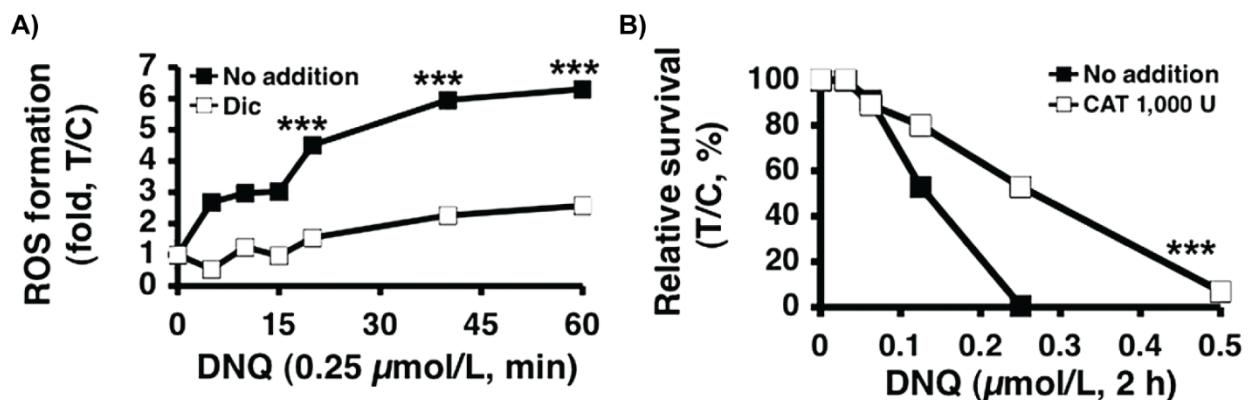 A)
ROS formation
(fold, T/C)
7
6
5
4
3
2
1
0
No addition
Dic
***
***
***
0 15 30 45 60
DNQ (0.25 µmol/L, min)
B)
Relative survival
(T/C, %)
100
80
60
40
20
0
No addition
CAT 1,000 U
***
0 0.1 0.2 0.3 0.4 0.5
DNQ (µmol/L, 2 h)